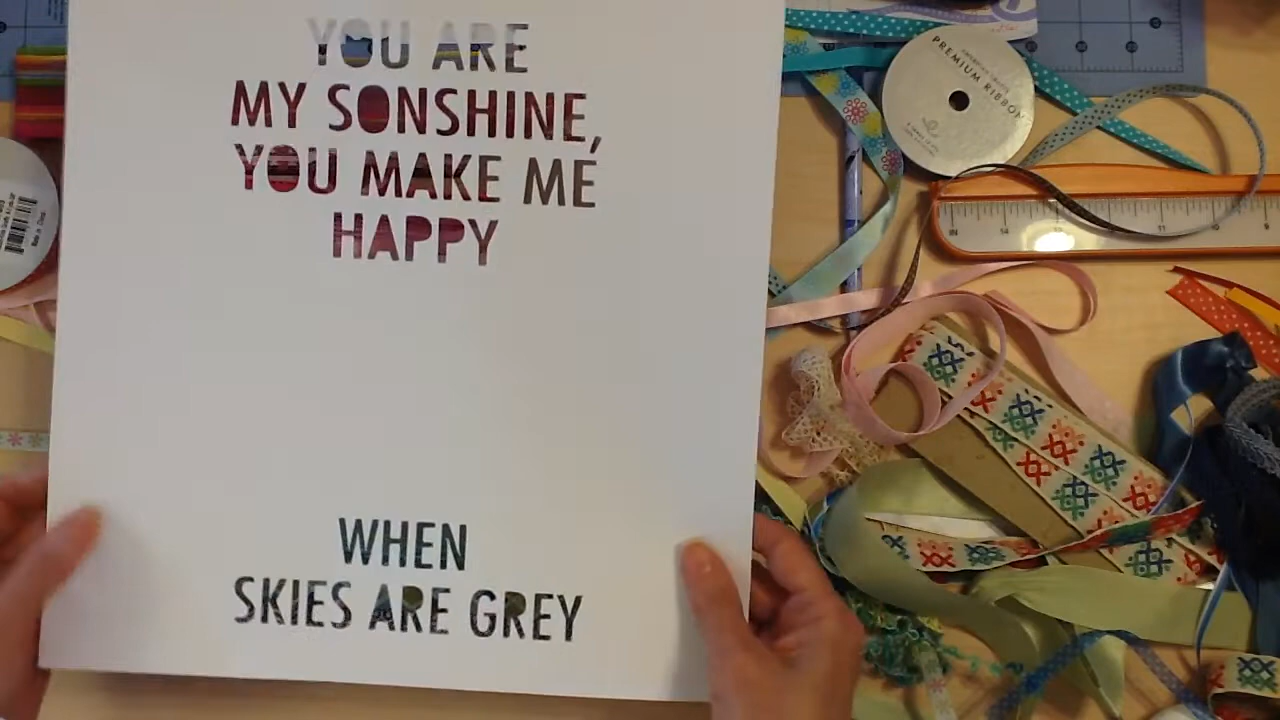 YOU ARE
MY SONSHINE,
YOU MAKE ME
HAPPY
WHEN
SKIES ARE GREY
PREMIUM RIBBON